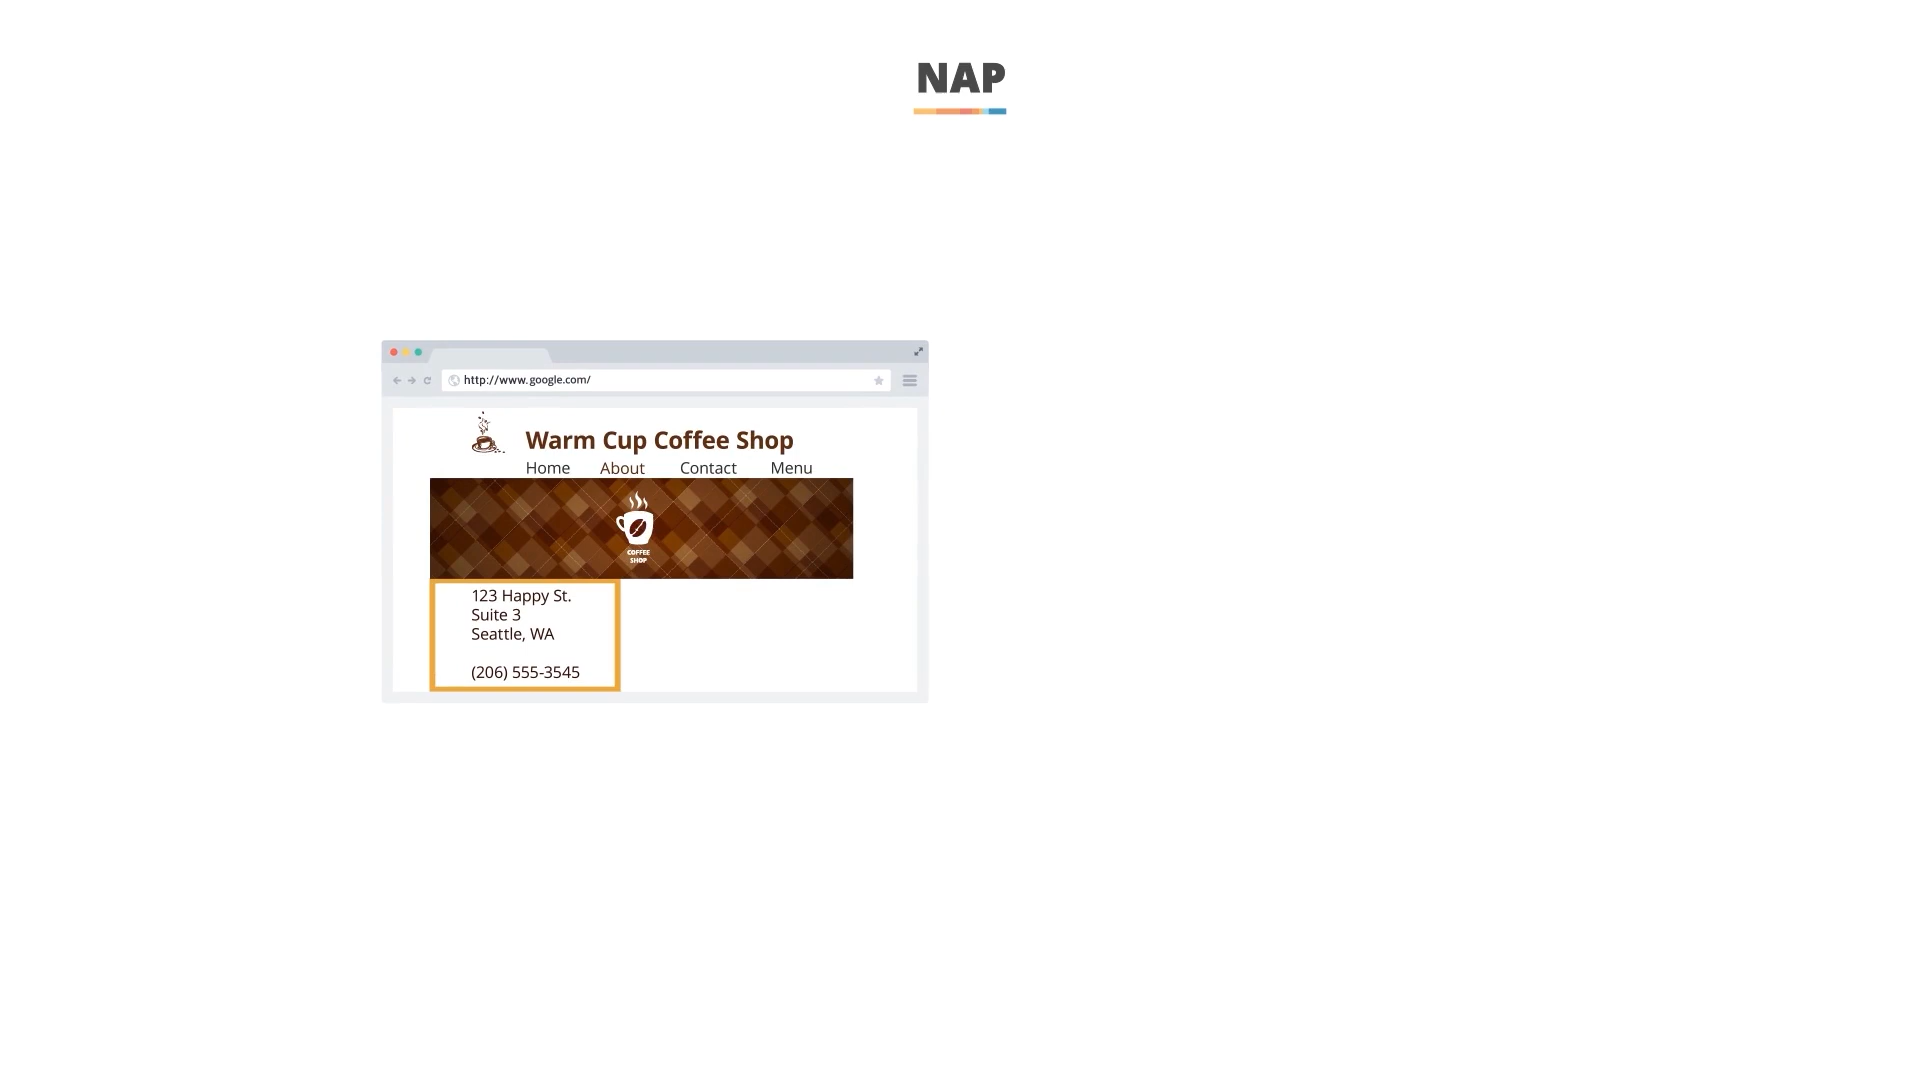 NAP
http://www.google.com/
Warm Cup Coffee Shop
Home About Contact Menu
COFFEE
SHOP
123 Happy St.
Suite 3
Seattle, WA
(206) 555-3545